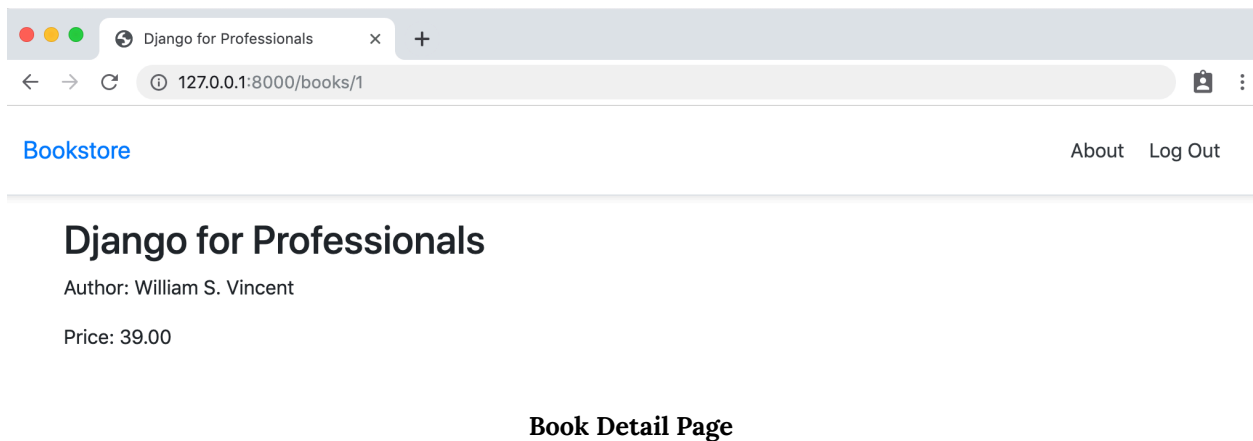 Django for Professionals
127.0.0.1:8000/books/1
Bookstore About Log Out
Django for Professionals
Author: William S. Vincent
Price: 39.00
Book Detail Page